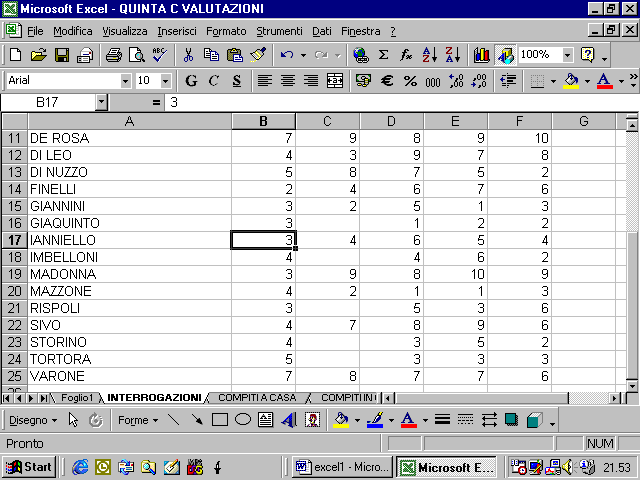 Microsoft Excel - QUINTA C VALUTAZIONI
File Modifica Visualizza Inserisci Formato Strumenti Dati Finestra ?
100%
Arial 10 G C S
B17 = 3
A B C D E F G
11 DE ROSA 7 9 8 9 10
12 DI LEO 4 3 9 7 8
13 DI NUZZO 5 8 7 5 2
14 FINELLI 2 4 6 7 6
15 GIANNINI 3 2 5 1 3
16 GIAQUINTO 3 1 2 2
17 IANNIELLO 3 4 6 5 4
18 IMBELLONI 4 4 6 2
19 MADONNA 3 9 8 10 9
20 MAZZONE 4 2 1 1 3
21 RISPOLI 3 5 3 6
22 SIVO 4 7 8 9 6
23 STORINO 4 3 5 2
24 TORTORA 5 3 3 3
25 VARONE 7 8 7 7 6
Foglio1 INTERROGAZIONI COMPITI A CASA COMPITI IN
Disegno Forme
Pronto NUM
Start excel1 - Micro... Microsoft E... 21.53